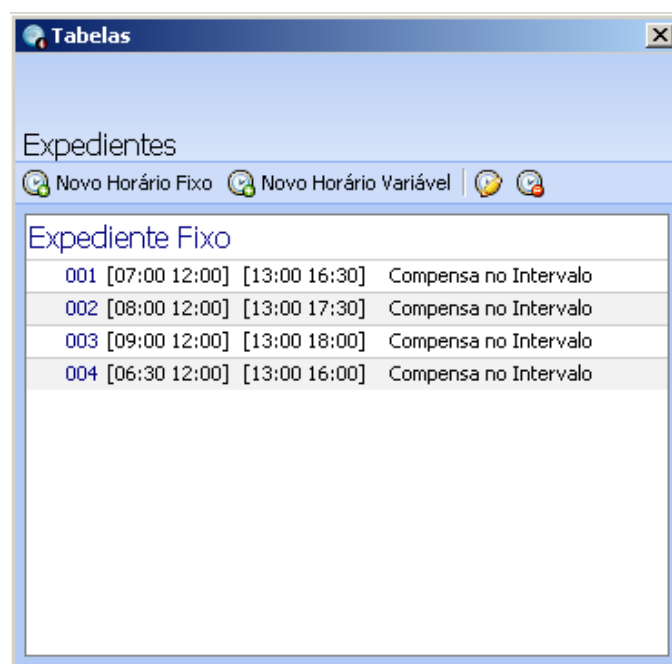 Tabelas
Expedientes
Novo Horário Fixo Novo Horário Variável
Expediente Fixo
001 [07:00 12:00] [13:00 16:30] Compensa no Intervalo
002 [08:00 12:00] [13:00 17:30] Compensa no Intervalo
003 [09:00 12:00] [13:00 18:00] Compensa no Intervalo
004 [06:30 12:00] [13:00 16:00] Compensa no Intervalo